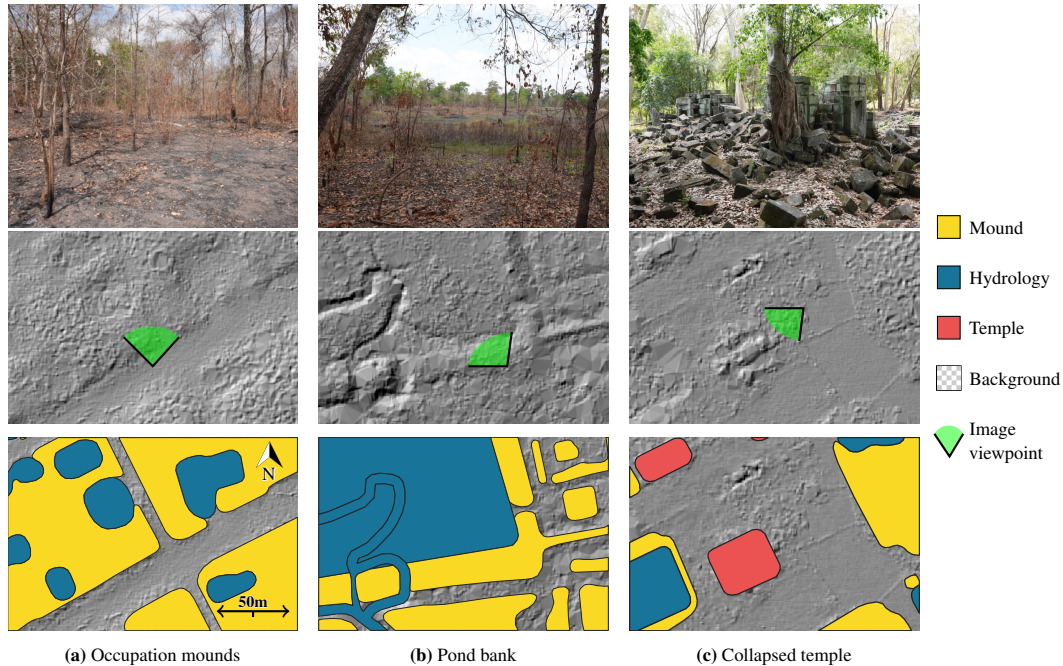 Mound
Hydrology
Temple
Background
Image
viewpoint
N
50m
(a) Occupation mounds
(b) Pond bank
(c) Collapsed temple